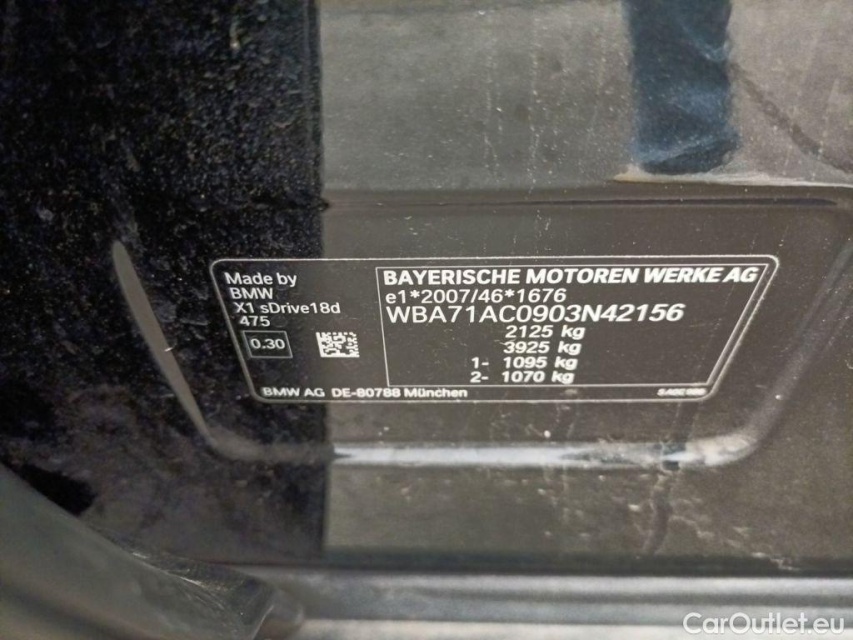 Made by
BMW
X1 sDrive18d
475
0.30
BAYERISCHE MOTOREN WERKE AG
e1*2007/46*1676
WBA71AC0903N42156
2125 kg
3925 kg
1- 1095 kg
2- 1070 kg
BMW AG DE-80788 München
CarOutlet.eu